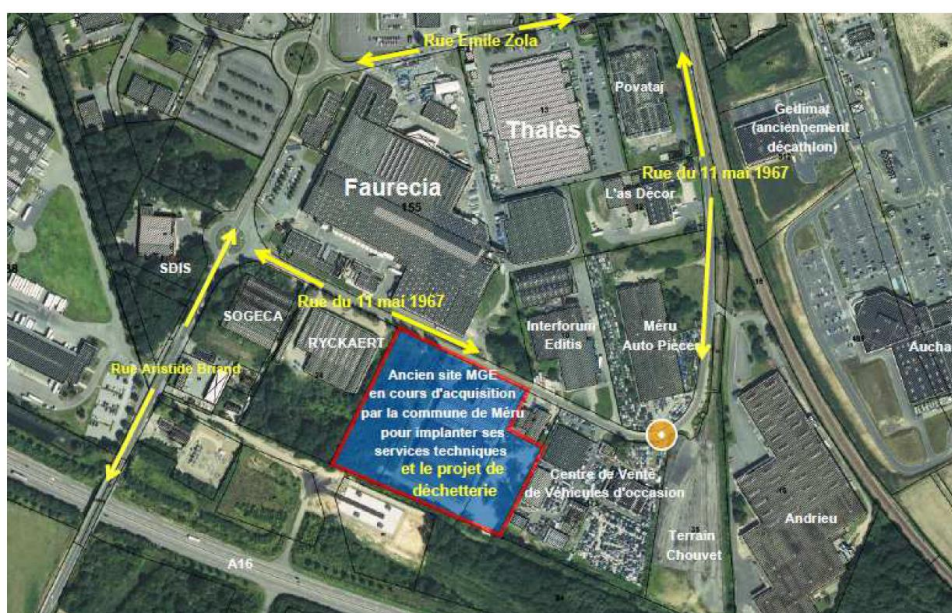 Rue Emile Zola
Povataj
13
Thalès
Gedimat
(anciennement
décathlon)
Rue du 11 mai 1967
Faurecia
155
L'as Décor
SDIS
Rue du 11 mai 1967
SOGECA
RYCKAERT
Interforum
Editis
Méru
Auto Pièces
Aucha
Rue Aristide Briand
Ancien site MGE
en cours d'acquisition
par la commune de Méru
pour implanter ses
services techniques
et le projet de
déchetterie
Centre de Vente
de Véhicules d'occasion
Terrain
Chouvet
Andrieu
A16